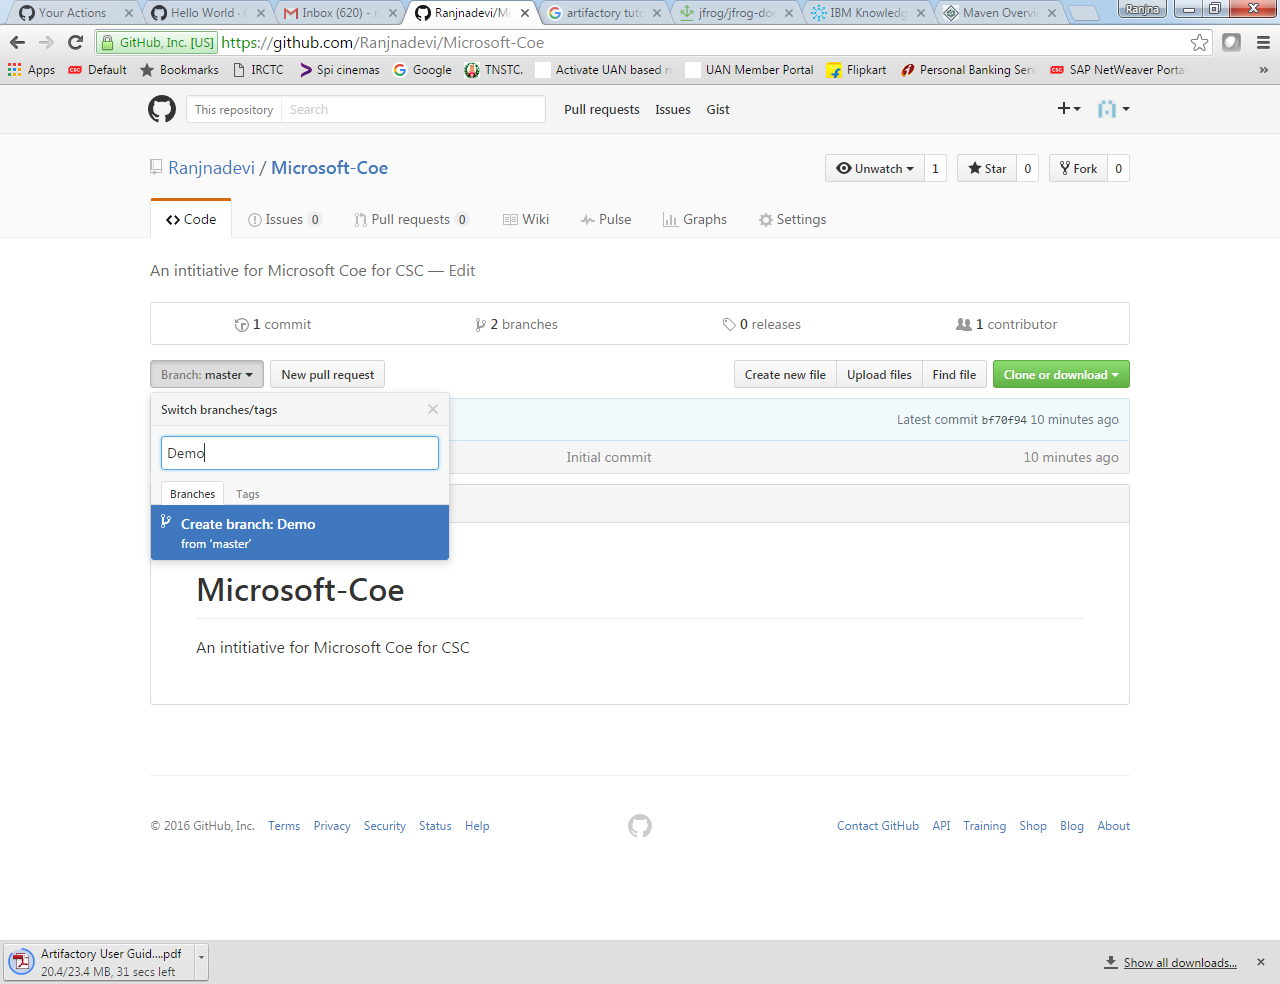 Your Actions
Hello World ·
Inbox (620) -
Ranjnadevi/Mi
artifactory tut
jfrog/jfrog-do
IBM Knowledg
Maven Overvi
Ranjna
GitHub, Inc. [US] https://github.com/Ranjnadevi/Microsoft-Coe
Apps Default Bookmarks IRCTC Spi cinemas Google TNSTC. Activate UAN based r UAN Member Portal Flipkart Personal Banking Serv SAP NetWeaver Porta »
This repository Search Pull requests Issues Gist
Ranjnadevi / Microsoft-Coe Unwatch 1 Star 0 Fork 0
Code Issues 0 Pull requests 0 Wiki Pulse Graphs Settings
An intitiative for Microsoft Coe for CSC — Edit
1 commit 2 branches 0 releases 1 contributor
Branch: master New pull request Create new file Upload files Find file Clone or download
Switch branches/tags
Latest commit bf70f94 10 minutes ago
Demo
Initial commit 10 minutes ago
Branches Tags
Create branch: Demo
from 'master'
Microsoft-Coe
An intitiative for Microsoft Coe for CSC
© 2016 GitHub, Inc. Terms Privacy Security Status Help Contact GitHub API Training Shop Blog About
Artifactory User Guid....pdf
20.4/23.4 MB, 31 secs left
Show all downloads...